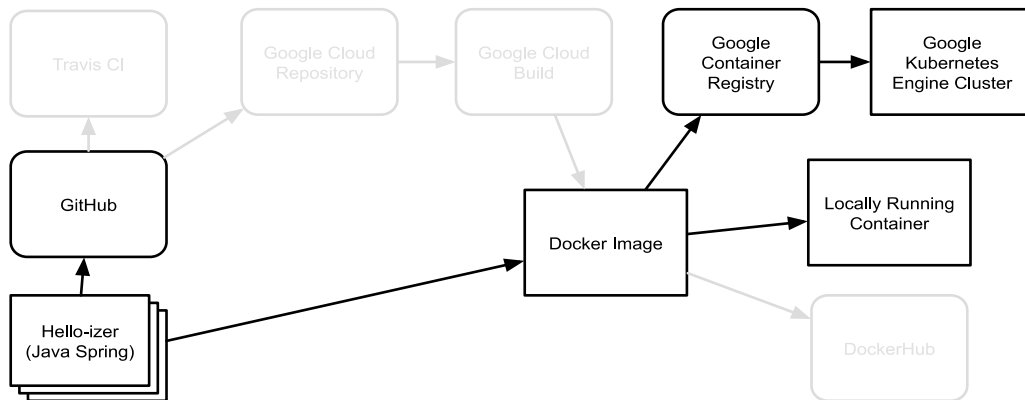 Travis CI
Google Cloud
Repository
Google Cloud
Build
Google
Container
Registry
Google
Kubernetes
Engine Cluster
GitHub
Docker Image
Locally Running
Container
Hello-izer
(Java Spring)
DockerHub